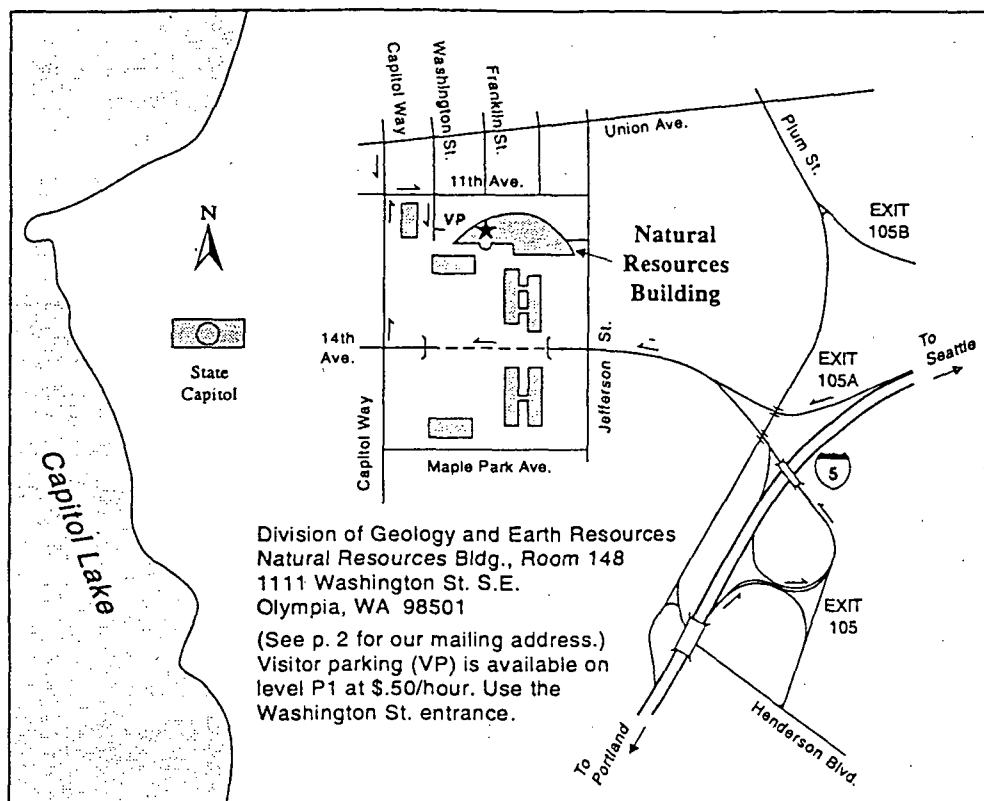 Capitol Way
Washington St.
Franklin St.
Union Ave.
Plum St.
11th Ave.
EXIT
105B
VP
N
Natural
Resources
Building
State
Capitol
14th
Ave.
Jefferson St.
EXIT
105A
To
Seattle
Capitol Way
Maple Park Ave.
5
Capitol Lake
Division of Geology and Earth Resources
Natural Resources Bldg., Room 148
1111 Washington St. S.E.
Olympia, WA 98501
(See p. 2 for our mailing address.)
Visitor parking (VP) is available on
level P1 at $.50/hour. Use the
Washington St. entrance.
EXIT
105
Henderson Blvd.
To
Portland